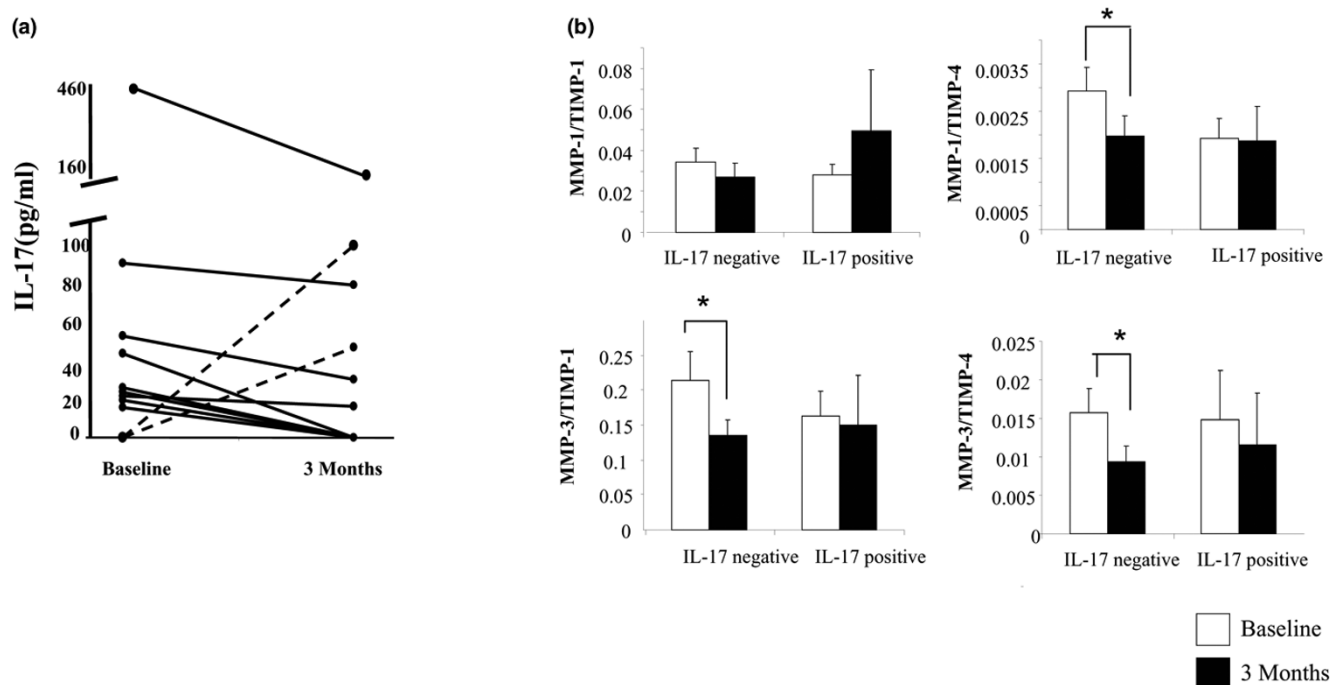 (a)
IL-17(pg/ml)
460
160
100
80
60
40
20
0
Baseline
3 Months
(b)
MMP-1/TIMP-1
0.08
0.06
0.04
0.02
0
IL-17 negative
IL-17 positive
*
MMP-1/TIMP-4
0.0035
0.0025
0.0015
0.0005
0
IL-17 negative
IL-17 positive
*
MMP-3/TIMP-1
0.25
0.2
0.15
0.1
0.05
0
IL-17 negative
IL-17 positive
*
MMP-3/TIMP-4
0.025
0.02
0.015
0.01
0.005
0
IL-17 negative
IL-17 positive
Baseline
3 Months